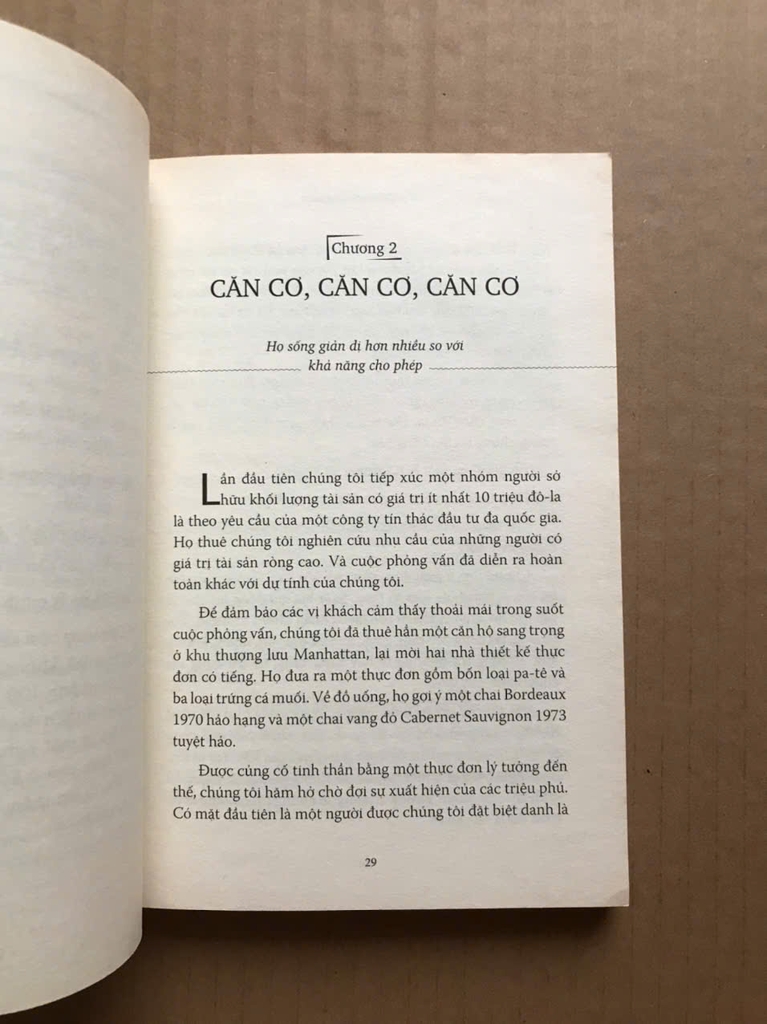 Chương 2
CĂN CƠ, CĂN CƠ, CĂN CƠ
Họ sống giản dị hơn nhiều so với
khả năng cho phép
Lần đầu tiên chúng tôi tiếp xúc một nhóm người sở
hữu khối lượng tài sản có giá trị ít nhất 10 triệu đô-la
là theo yêu cầu của một công ty tín thác đầu tư đa quốc gia.
Họ thuê chúng tôi nghiên cứu nhu cầu của những người có
giá trị tài sản ròng cao. Và cuộc phỏng vấn đã diễn ra hoàn
toàn khác với dự tính của chúng tôi.
Để đảm bảo các vị khách cảm thấy thoải mái trong suốt
cuộc phỏng vấn, chúng tôi đã thuê hẳn một căn hộ sang trọng
ở khu thượng lưu Manhattan, lại mời hai nhà thiết kế thực
đơn có tiếng. Họ đưa ra một thực đơn gồm bốn loại pa-tê và
ba loại trứng cá muối. Về đồ uống, họ gợi ý một chai Bordeaux
1970 hảo hạng và một chai vang đỏ Cabernet Sauvignon 1973
tuyệt hảo.
Được củng cố tinh thần bằng một thực đơn lý tưởng đến
thế, chúng tôi hăm hở chờ đợi sự xuất hiện của các triệu phú.
Có mặt đầu tiên là một người được chúng tôi đặt biệt danh là
29